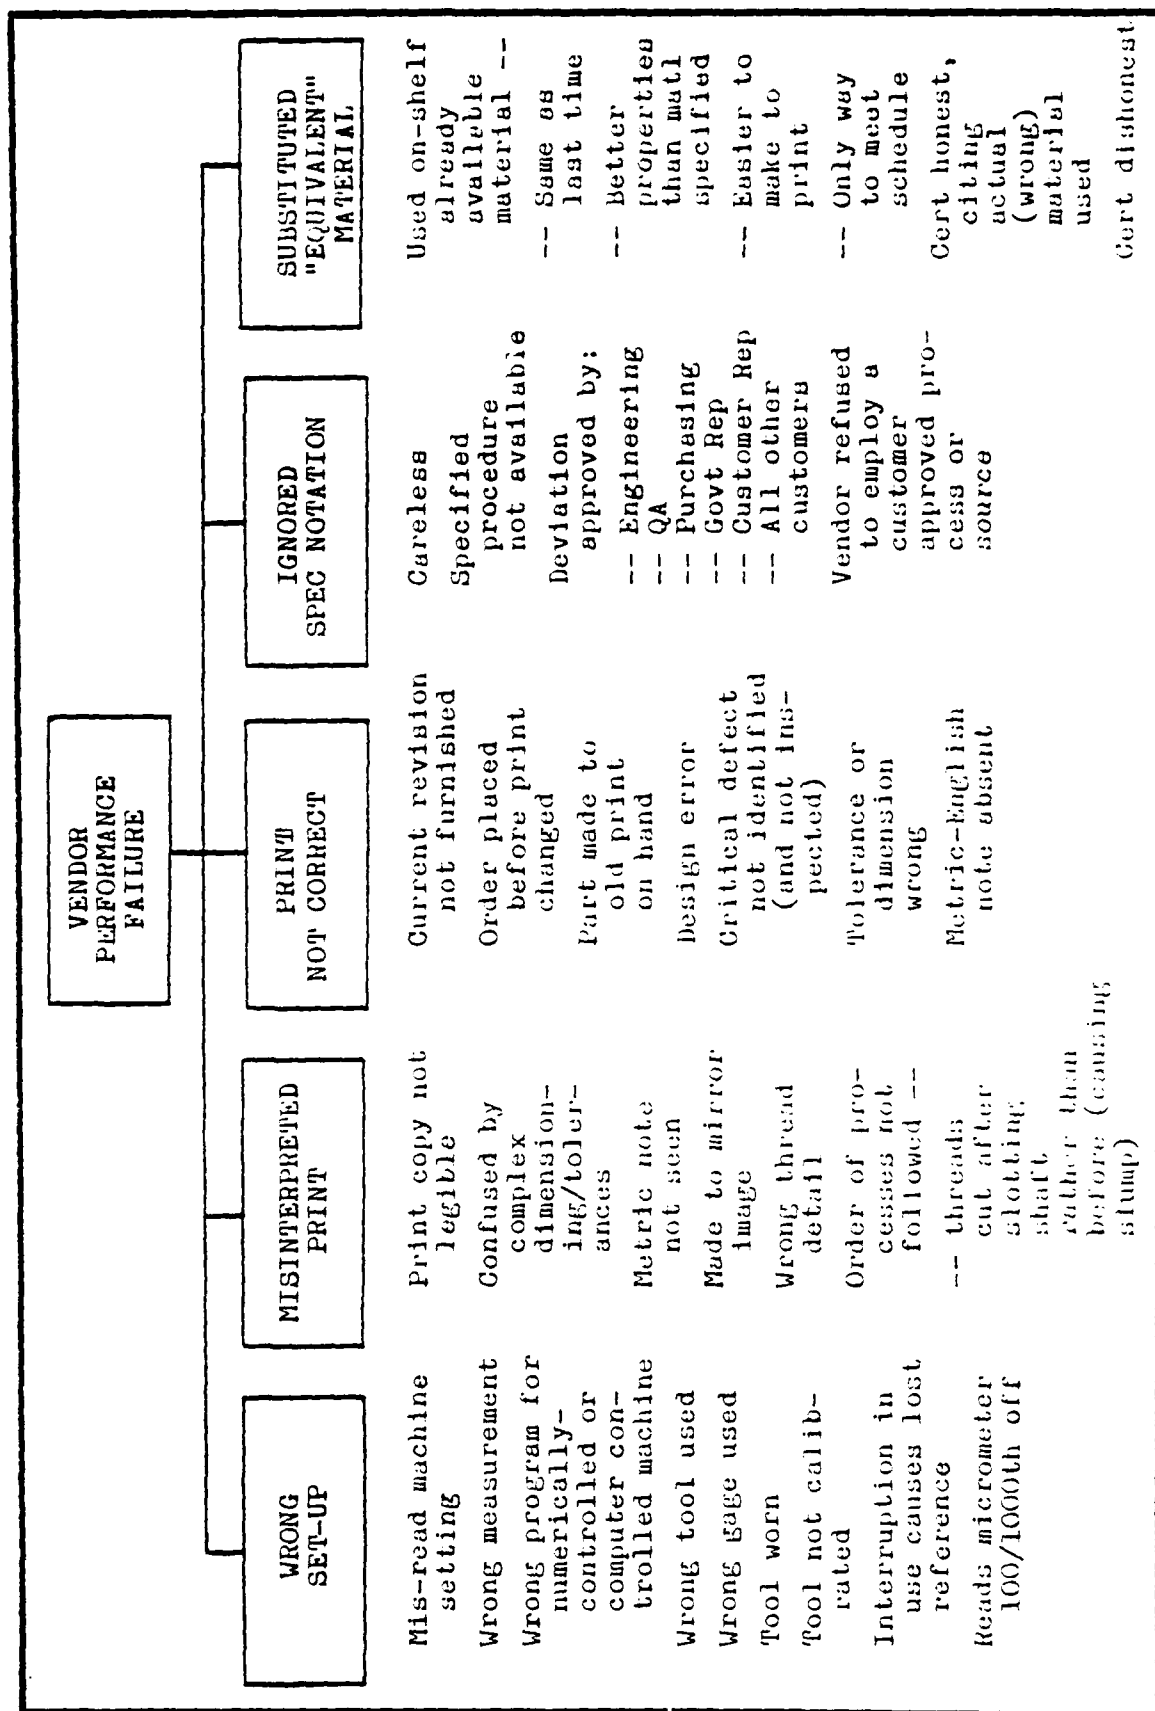 VENDOR
PERFORMANCE
FAILURE
WRONG
SET-UP
Mis-read machine
setting
Wrong measurement
Wrong program for
numerically-
controlled or
computer con-
trolled machine
Wrong tool used
Wrong gage used
Tool worn
Tool not calib-
rated
Interruption in
use causes lost
reference
Reads micrometer
100/1000th off
MISINTERPRETED
PRINT
Print copy not
legible
Confused by
complex
dimension-
ing/toler-
ances
Metric note
not seen
Made to mirror
image
Wrong thread
detail
Order of pro-
cesses not
followed --
-- threads
cut after
slotting
shaft
rather than
before (causing
slump)
PRINT
NOT CORRECT
Current revision
not furnished
Order placed
before print
changed
Part made to
old print
on hand
Design error
Critical defect
not identified
(and not ins-
pected)
Tolerance or
dimension
wrong
Metric-English
note absent
IGNORED
SPEC NOTATION
Careless
Specified
procedure
not available
Deviation
approved by:
-- Engineering
-- QA
-- Purchasing
-- Govt Rep
-- Customer Rep
-- All other
customers
Vendor refused
to employ a
customer
approved pro-
cess or
source
SUBSTITUTED
"EQUIVALENT"
MATERIAL
Used on-shelf
already
available
material --
-- Same as
last time
-- Better
properties
than matl
specified
-- Easier to
make to
print
-- Only way
to meet
schedule
Cert honest,
citing
actual
(wrong)
material
used
Cert dishonest